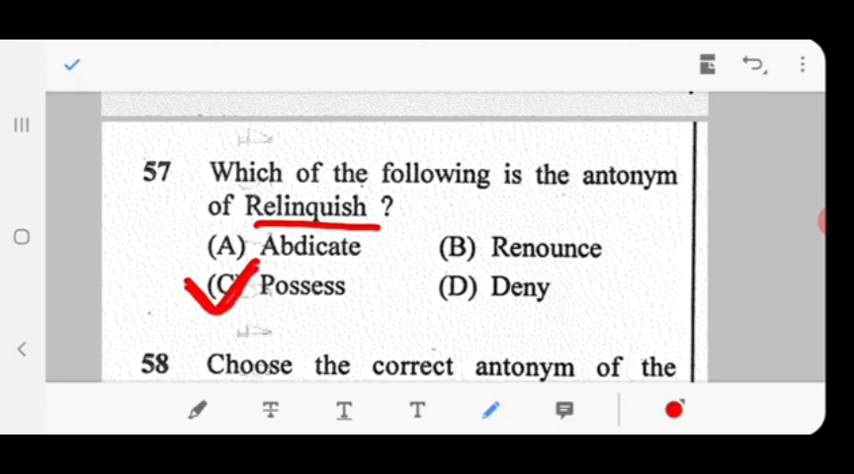 57 Which of the following is the antonym
of Relinquish ?
(A) Abdicate (B) Renounce
(C) Possess (D) Deny
58 Choose the correct antonym of the